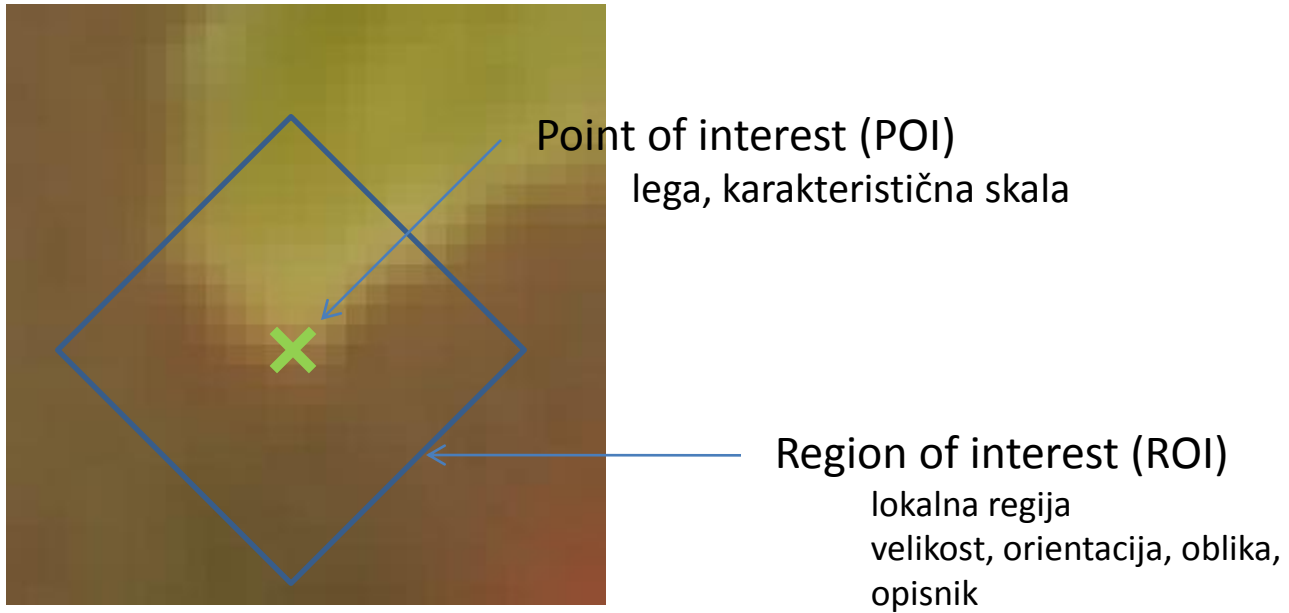 Point of interest (POI)
lega, karakteristična skala
Region of interest (ROI)
lokalna regija
velikost, orientacija, oblika,
opisnik